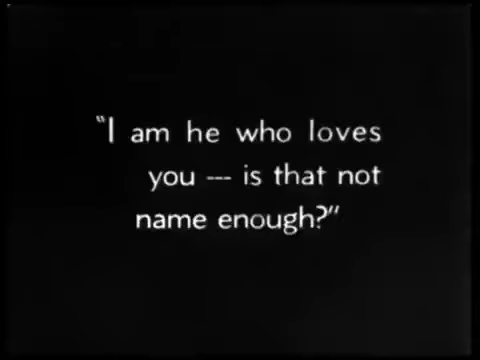 "I am he who loves
you --- is that not
name enough?"